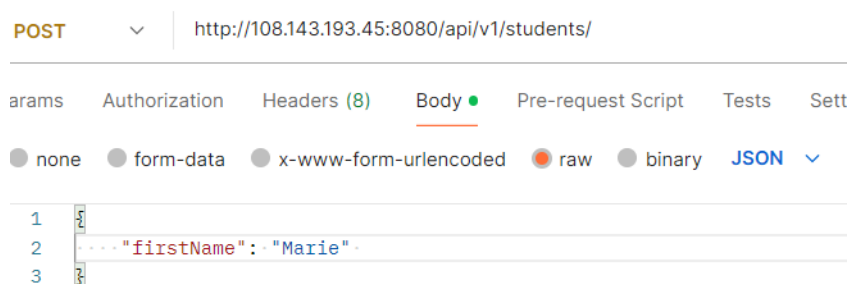 POST http://108.143.193.45:8080/api/v1/students/
arams Authorization Headers (8) Body Pre-request Script Tests Sett
none form-data x-www-form-urlencoded raw binary JSON
1 {
2 "firstName": "Marie"
3 }